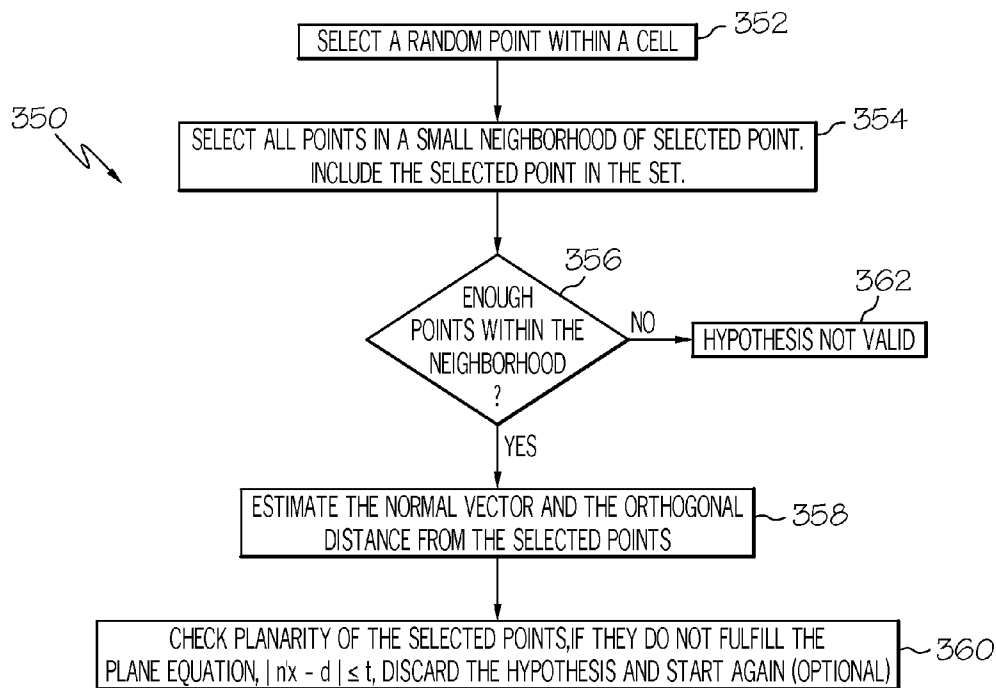 SELECT A RANDOM POINT WITHIN A CELL
352
350
SELECT ALL POINTS IN A SMALL NEIGHBORHOOD OF SELECTED POINT.
INCLUDE THE SELECTED POINT IN THE SET.
354
356
ENOUGH
POINTS WITHIN THE
NEIGHBORHOOD
?
NO
362
HYPOTHESIS NOT VALID
YES
ESTIMATE THE NORMAL VECTOR AND THE ORTHOGONAL
DISTANCE FROM THE SELECTED POINTS
358
CHECK PLANARITY OF THE SELECTED POINTS,IF THEY DO NOT FULFILL THE
PLANE EQUATION, | n'x - d | ≤ t, DISCARD THE HYPOTHESIS AND START AGAIN (OPTIONAL)
360